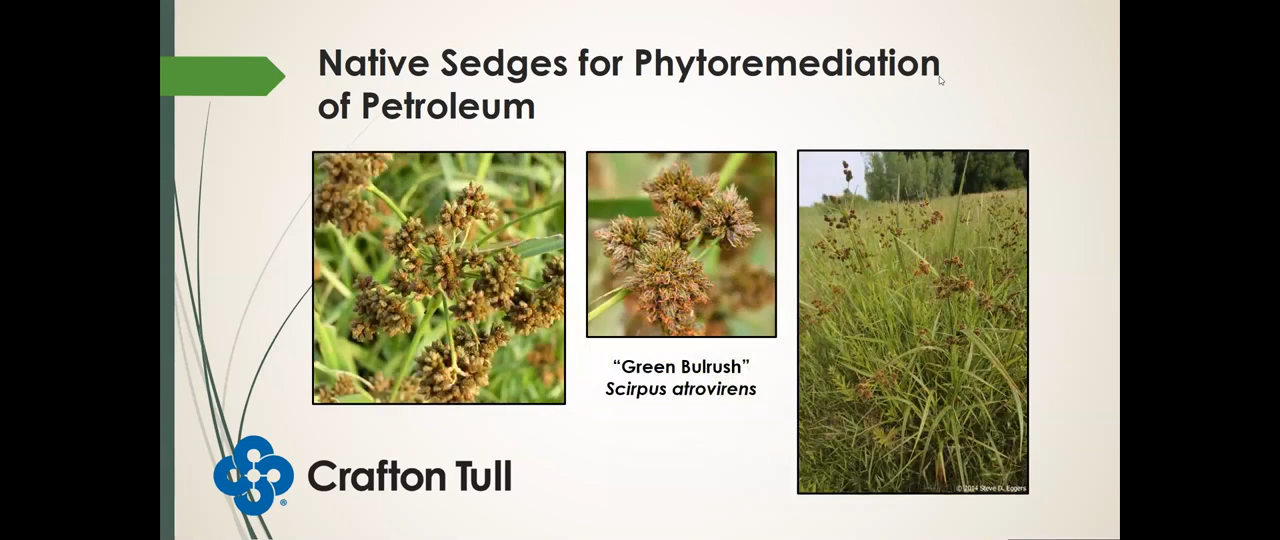 Native Sedges for Phytoremediation
of Petroleum
“Green Bulrush”
Scirpus atrovirens
© 2014 Steve D. Eggers
Crafton Tull
®